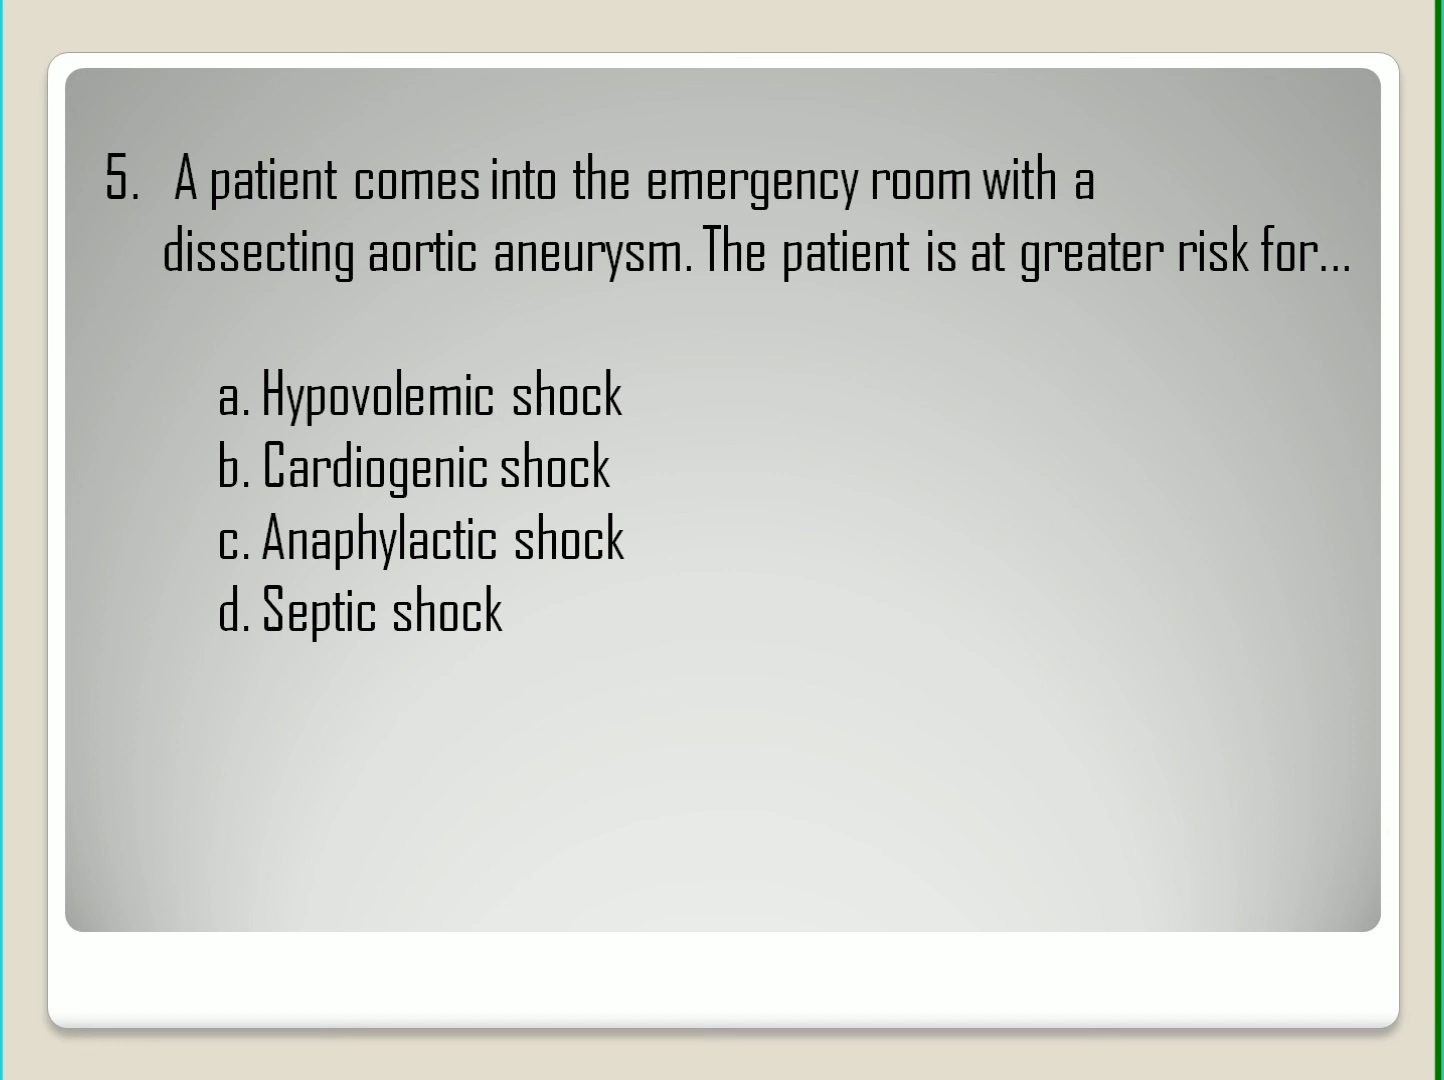 5. A patient comes into the emergency room with a
dissecting aortic aneurysm. The patient is at greater risk for...
a. Hypovolemic shock
b. Cardiogenic shock
c. Anaphylactic shock
d. Septic shock